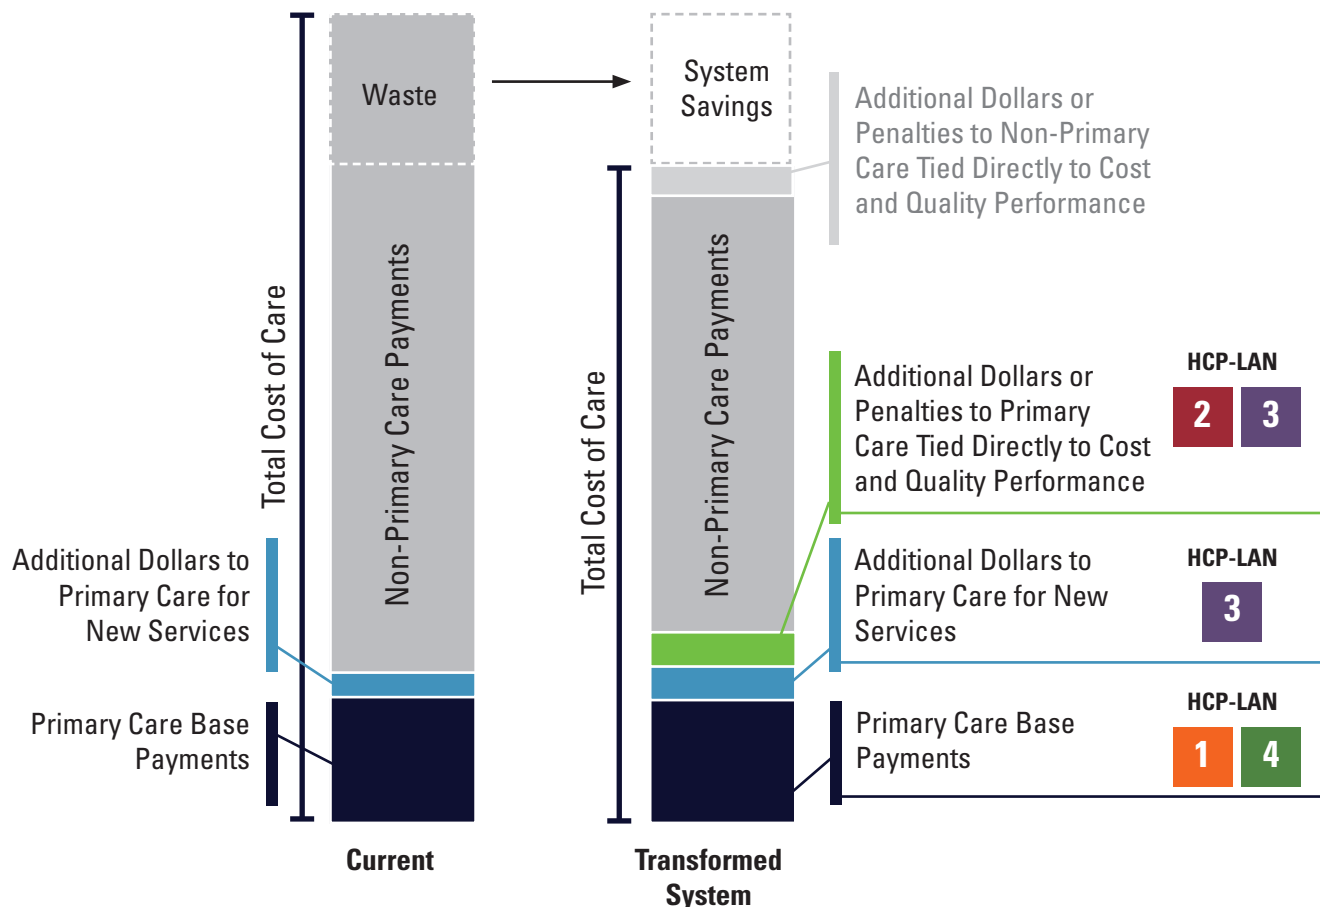 Waste
System
Savings
Additional Dollars or
Penalties to Non-Primary
Care Tied Directly to Cost
and Quality Performance
Total Cost of Care
Non-Primary Care Payments
Total Cost of Care
Non-Primary Care Payments
Additional Dollars or
Penalties to Primary
Care Tied Directly to Cost
and Quality Performance
HCP-LAN
2 3
Additional Dollars to
Primary Care for
New Services
Additional Dollars to
Primary Care for New
Services
HCP-LAN
3
Primary Care Base
Payments
Primary Care Base
Payments
HCP-LAN
1 4
Current
Transformed
System